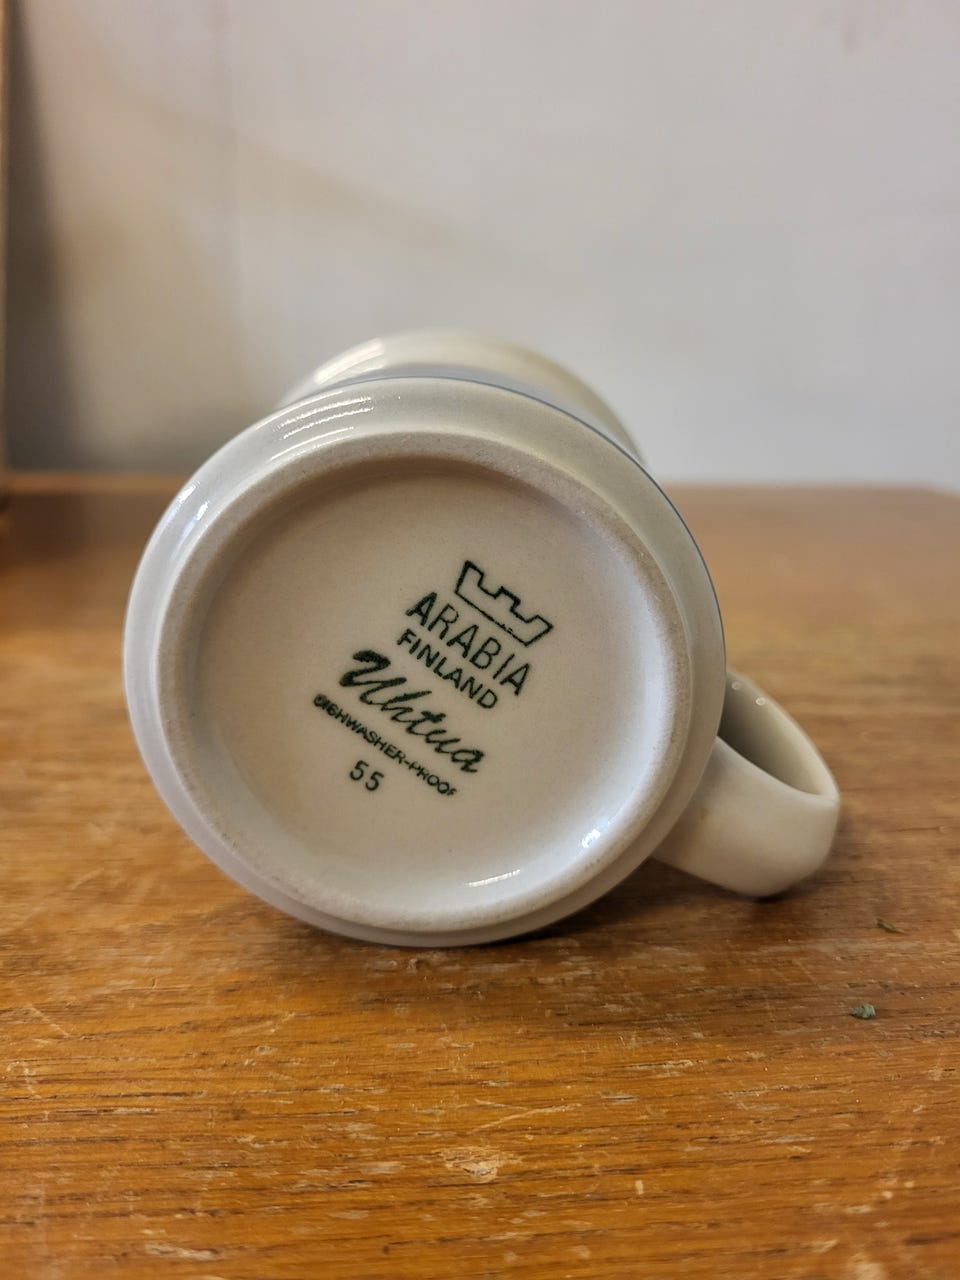 ARABIA
FINLAND
Uhtua
DISHWASHER-PROOF
55